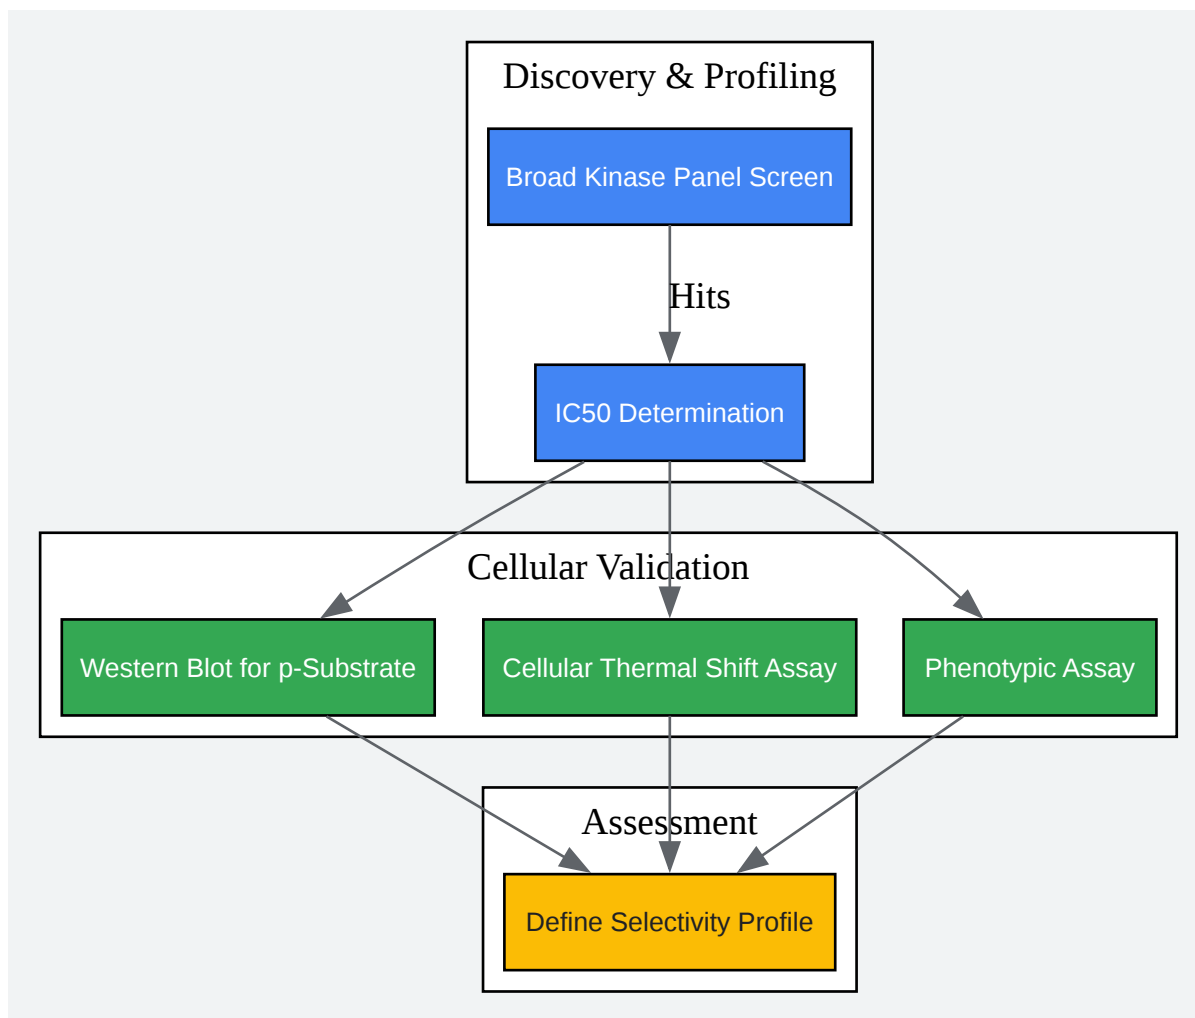 Discovery & Profiling
Broad Kinase Panel Screen
Hits
IC50 Determination
Cellular Validation
Western Blot for p-Substrate
Cellular Thermal Shift Assay
Phenotypic Assay
Assessment
Define Selectivity Profile